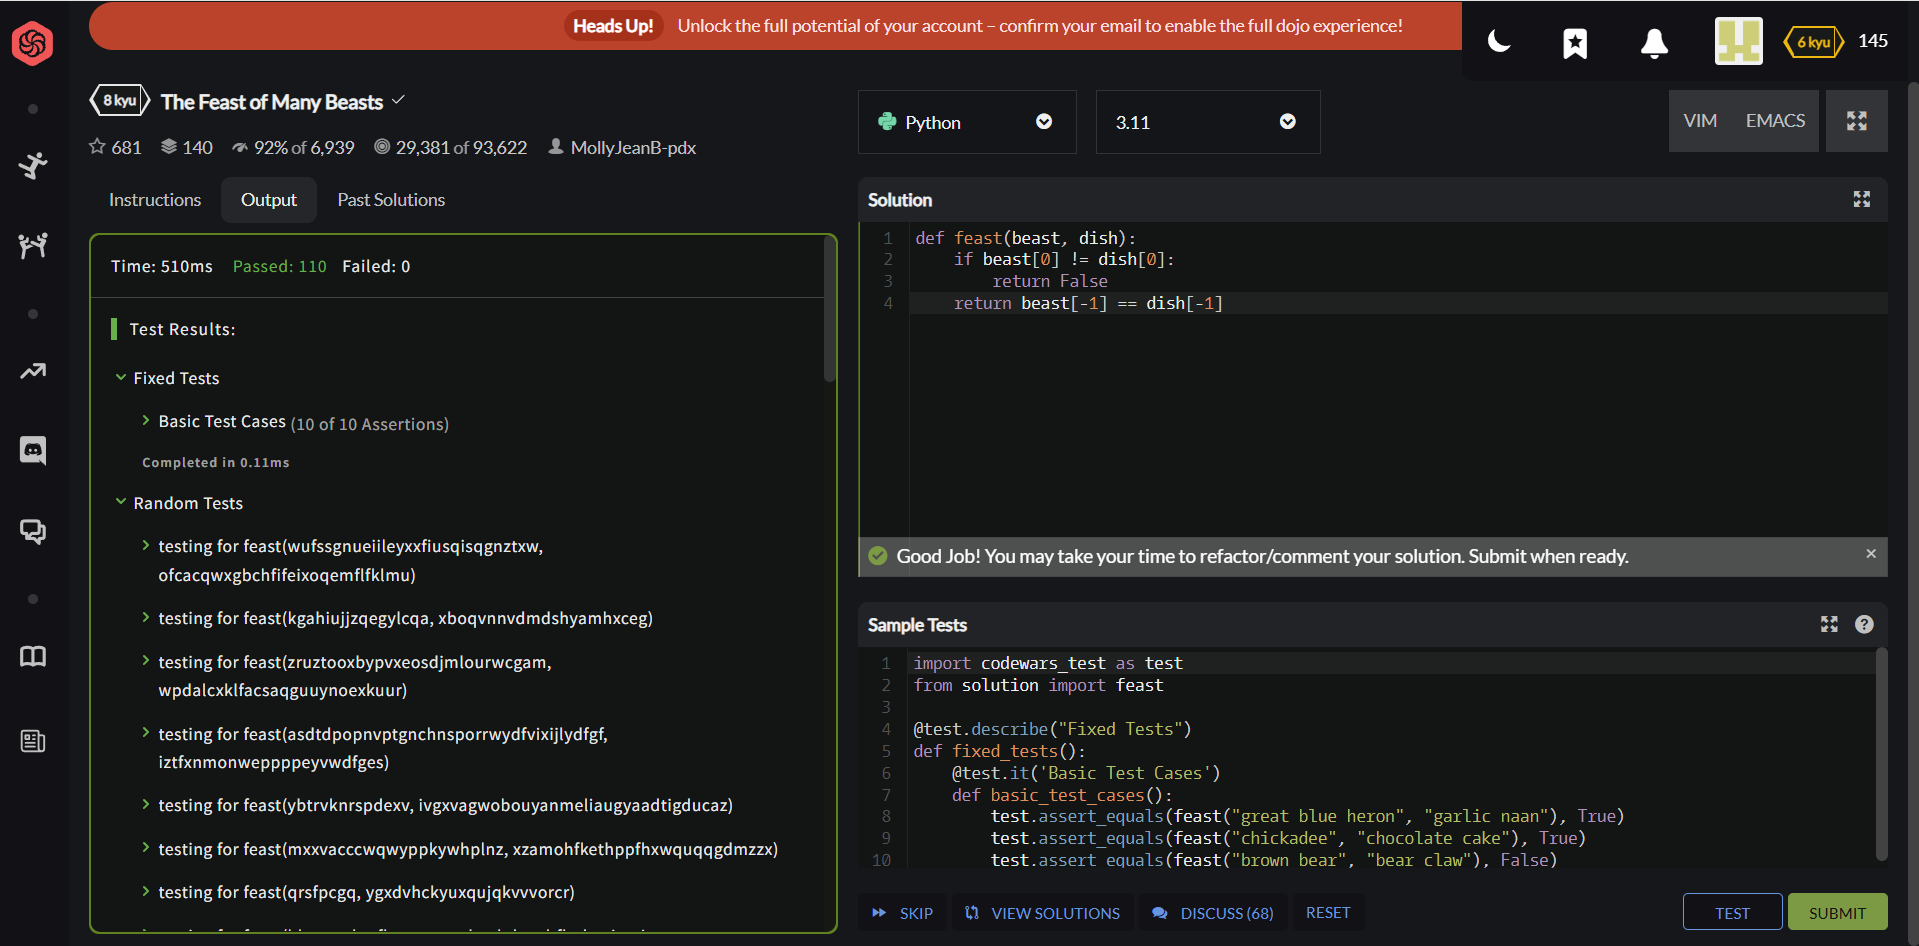 Heads Up! Unlock the full potential of your account – confirm your email to enable the full dojo experience!
6 kyu 145
8 kyu The Feast of Many Beasts
681 140 92% of 6,939 29,381 of 93,622 MollyJeanB-pdx
Instructions Output Past Solutions
Time: 510ms Passed: 110 Failed: 0
Test Results:
Fixed Tests
Basic Test Cases (10 of 10 Assertions)
Completed in 0.11ms
Random Tests
testing for feast(wufssgnueiileyxxfiusqisqgnztxw,
ofcacqwxgbchfifeixoqemflfklmu)
testing for feast(kgahiujjzqegylcqa, xboqvnnvdmdshyamhxceg)
testing for feast(zruztooxbypvxeosdjmlourwcgam,
wpdalcxklfacsaqguuynoexkuur)
testing for feast(asdtdpopnvptgnchnsporrwydfvixijlydfgf,
iztfxnmonweppppeyvwdfges)
testing for feast(ybtrvknrspdexv, ivgxvagwobouyanmeliaugyaadtigducaz)
testing for feast(mxxvacccwqwyppkywhplnz, xzamohfkethppfhxwquqqgdmzzx)
testing for feast(qrsfpcgq, ygxdvhckyuxqujqkvvvorcr)
Python 3.11 VIM EMACS
Solution
1 def feast(beast, dish):
2     if beast[0] != dish[0]:
3         return False
4     return beast[-1] == dish[-1]
Good Job! You may take your time to refactor/comment your solution. Submit when ready. ×
Sample Tests ?
1 import codewars_test as test
2 from solution import feast
3
4 @test.describe("Fixed Tests")
5 def fixed_tests():
6     @test.it('Basic Test Cases')
7     def basic_test_cases():
8         test.assert_equals(feast("great blue heron", "garlic naan"), True)
9         test.assert_equals(feast("chickadee", "chocolate cake"), True)
10         test.assert_equals(feast("brown bear", "bear claw"), False)
SKIP VIEW SOLUTIONS DISCUSS (68) RESET TEST SUBMIT